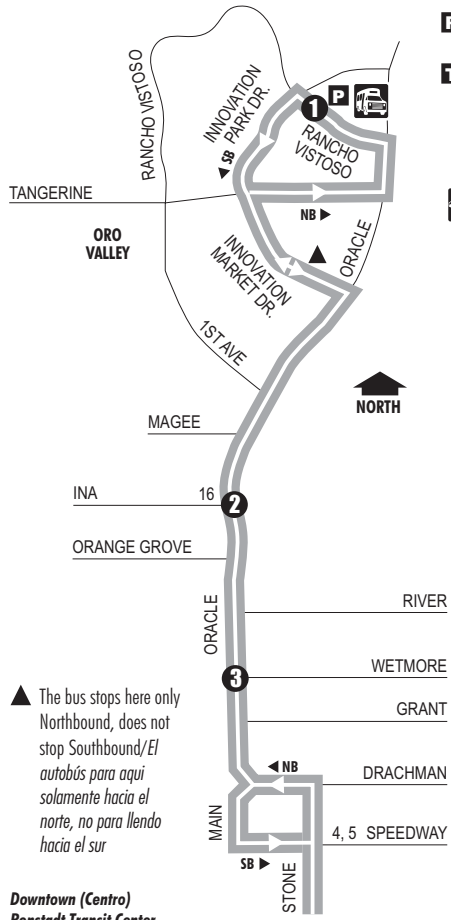 P
1
P
T
RANCHO VISTOSO
INNOVATION
PARK DR.
SB
RANCHO
VISTOSO
TANGERINE
NB
ORO
VALLEY
INNOVATION
MARKET DR.
ORACLE
1ST AVE
NORTH
MAGEE
INA
16
2
ORANGE GROVE
ORACLE
RIVER
3
WETMORE
GRANT
The bus stops here only
Northbound, does not
stop Southbound/El
autobús para aqui
solamente hacia el
norte, no para llendo
hacia el sur
NB
DRACHMAN
MAIN
4, 5 SPEEDWAY
SB
STONE
Downtown (Centro)
Ronstadt Transit Center